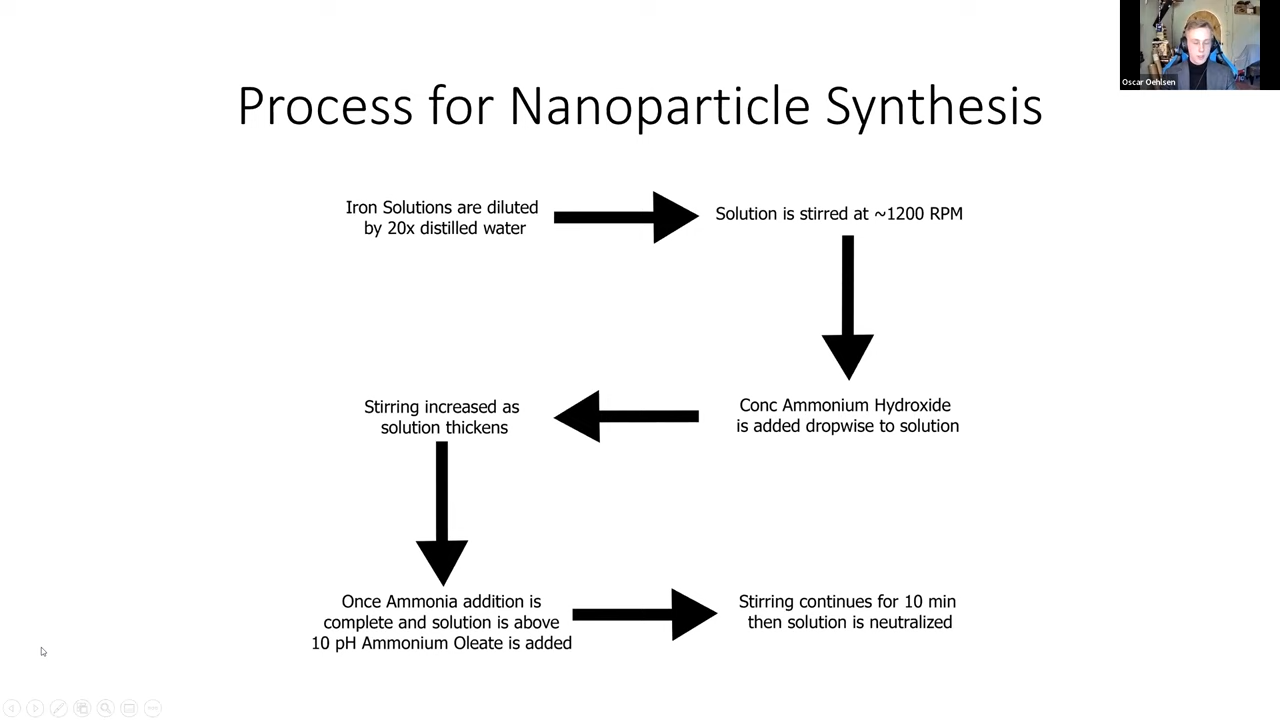 Oscar Oehlsen
Process for Nanoparticle Synthesis
Iron Solutions are diluted
by 20x distilled water
Solution is stirred at ~1200 RPM
Conc Ammonium Hydroxide
is added dropwise to solution
Stirring increased as
solution thickens
Once Ammonia addition is
complete and solution is above
10 pH Ammonium Oleate is added
Stirring continues for 10 min
then solution is neutralized